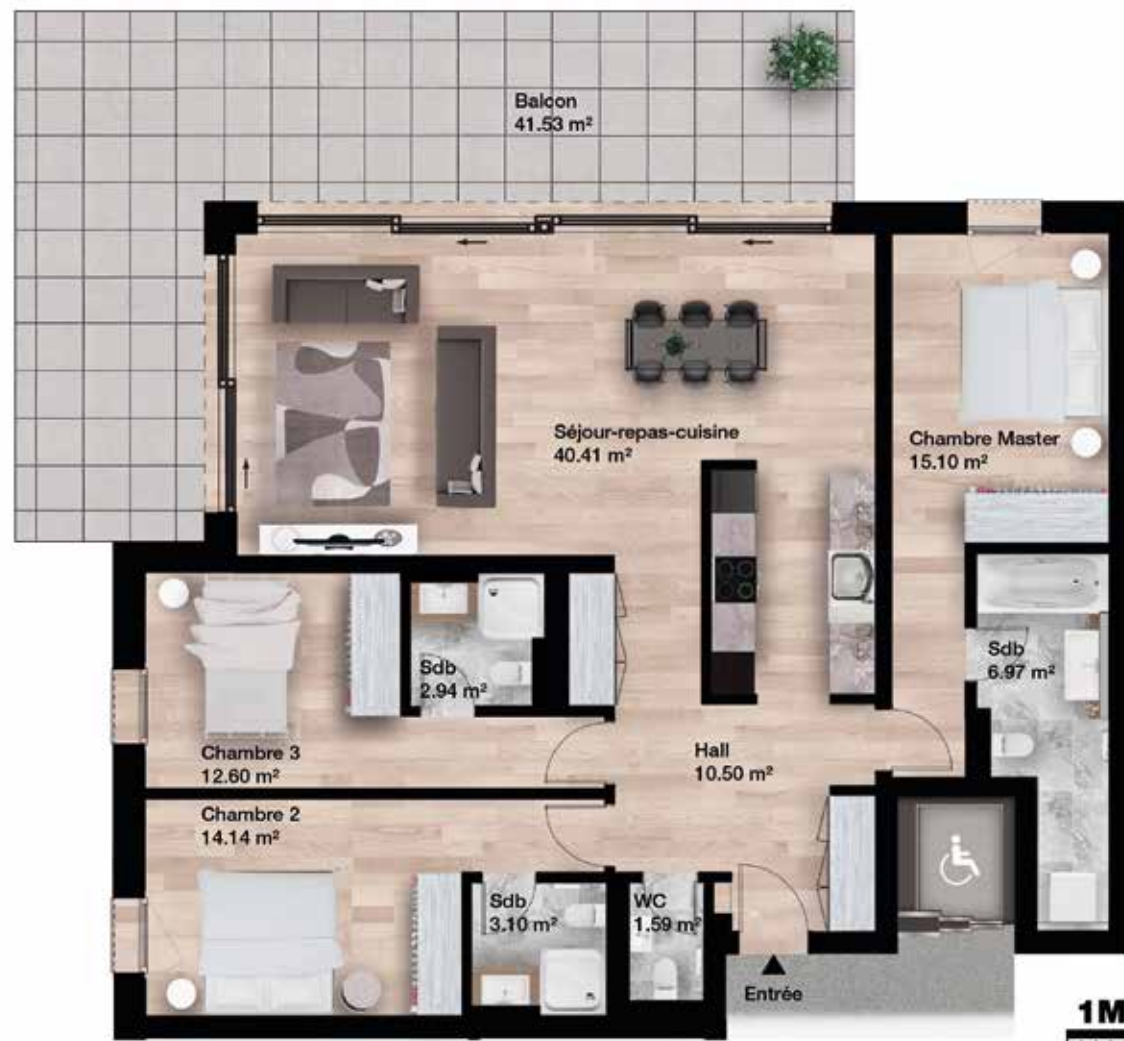 Balcon
41.53 m²
Séjour-repas-cuisine
40.41 m²
Chambre Master
15.10 m²
Sdb
2.94 m²
Sdb
6.97 m²
Chambre 3
12.60 m²
Hall
10.50 m²
Chambre 2
14.14 m²
Sdb
3.10 m²
WC
1.59 m²
Entrée
1M